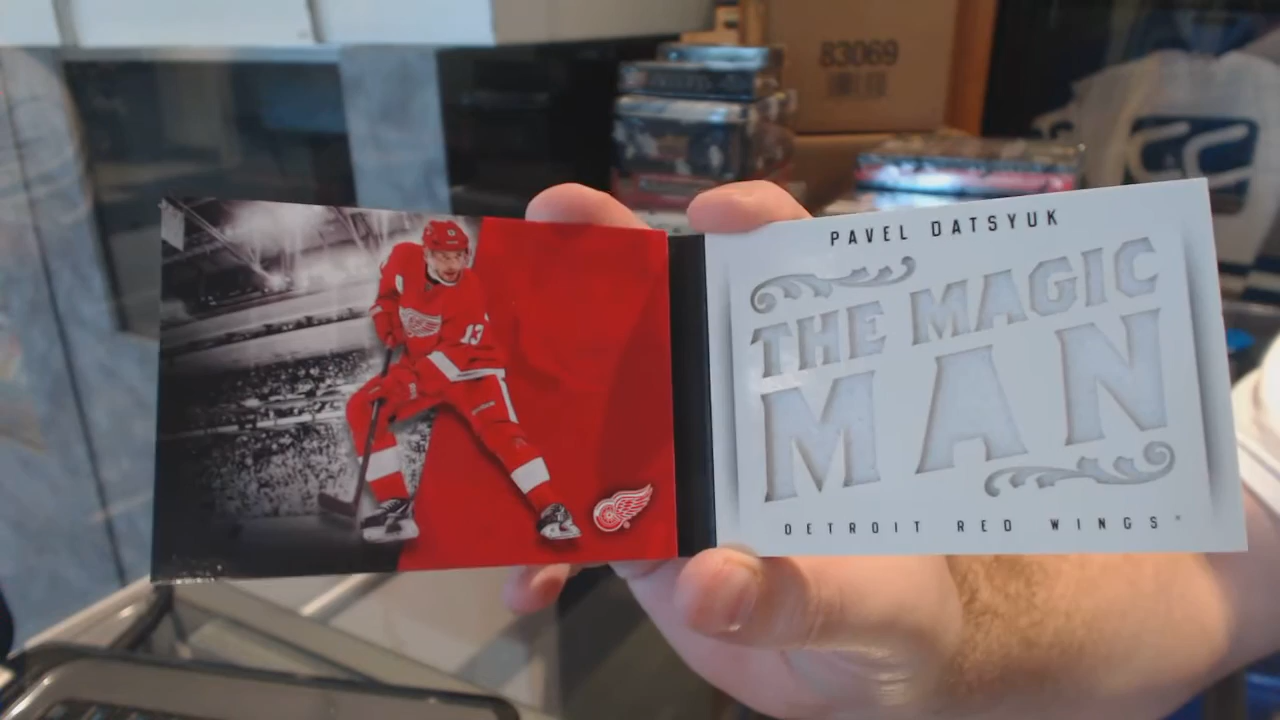 83069
13
PAVEL DATSYUK
THE MAGIC
MAN
DETROIT RED WINGS